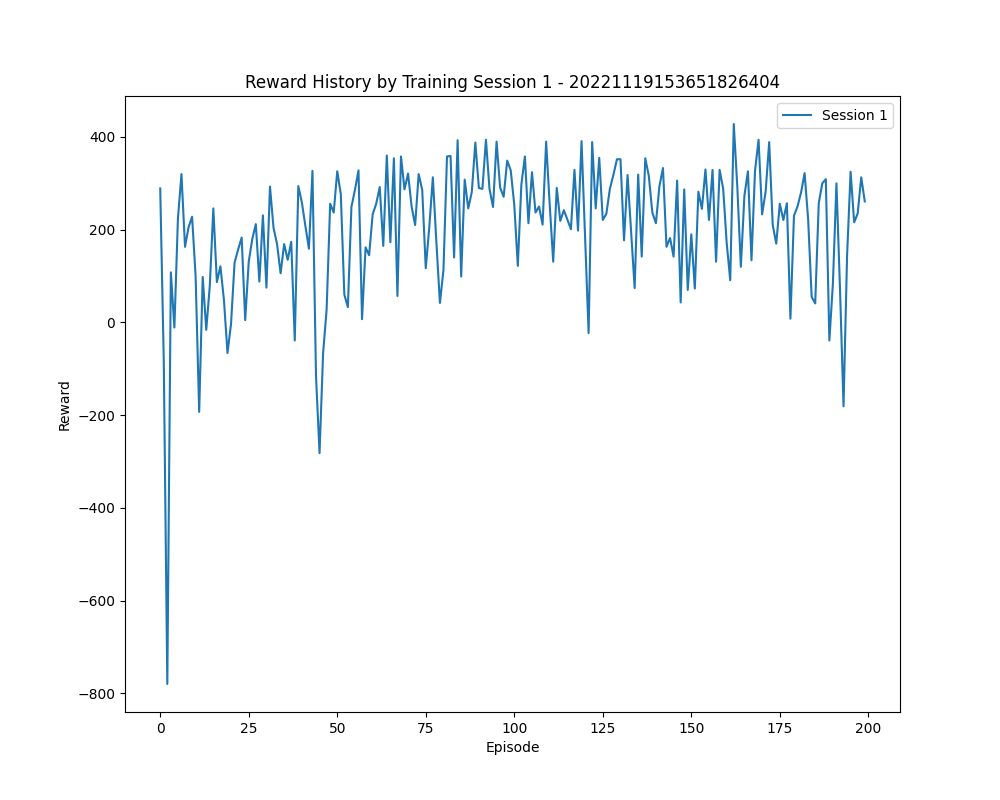 Reward History by Training Session 1 - 20221119153651826404
Session 1
400
200
0
−200
−400
−600
−800
Reward
0 25 50 75 100 125 150 175 200
Episode